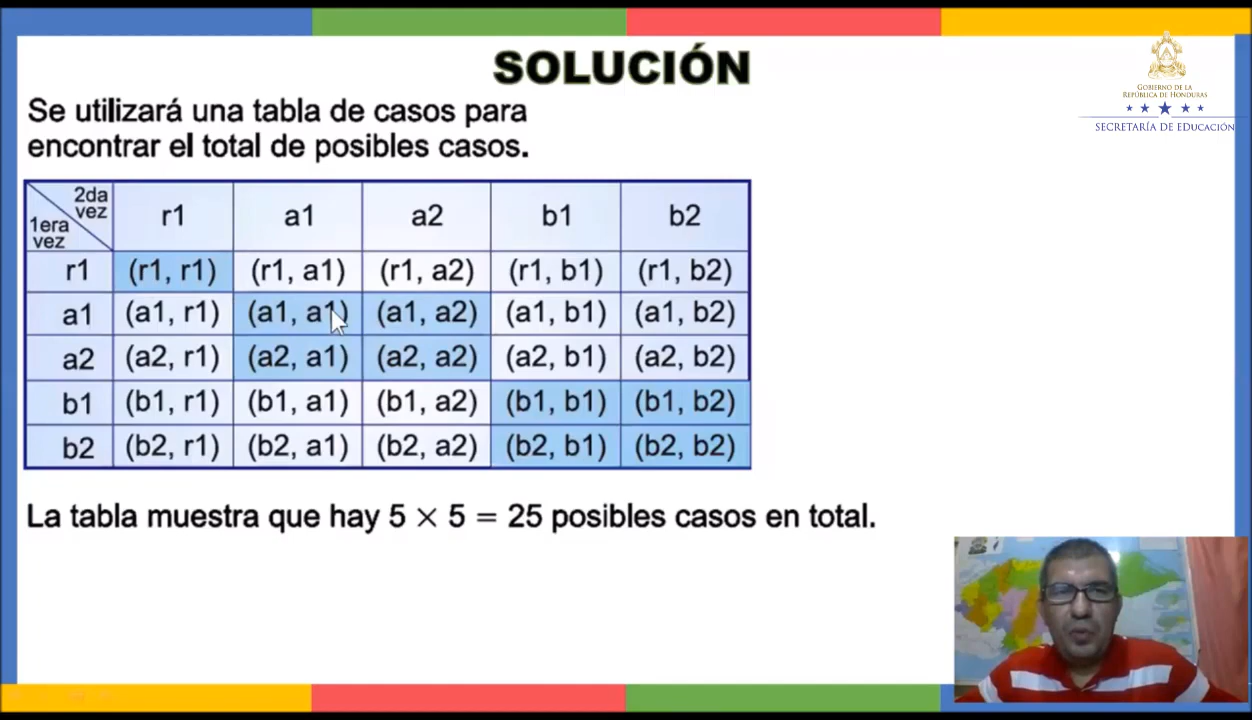 SOLUCIÓN
GOBIERNO DE LA
REPÚBLICA DE HONDURAS
SECRETARÍA DE EDUCACIÓN
Se utilizará una tabla de casos para
encontrar el total de posibles casos.
2da vez 1era vez r1 a1 a2 b1 b2
r1 (r1, r1) (r1, a1) (r1, a2) (r1, b1) (r1, b2)
a1 (a1, r1) (a1, a1) (a1, a2) (a1, b1) (a1, b2)
a2 (a2, r1) (a2, a1) (a2, a2) (a2, b1) (a2, b2)
b1 (b1, r1) (b1, a1) (b1, a2) (b1, b1) (b1, b2)
b2 (b2, r1) (b2, a1) (b2, a2) (b2, b1) (b2, b2)
La tabla muestra que hay 5 × 5 = 25 posibles casos en total.